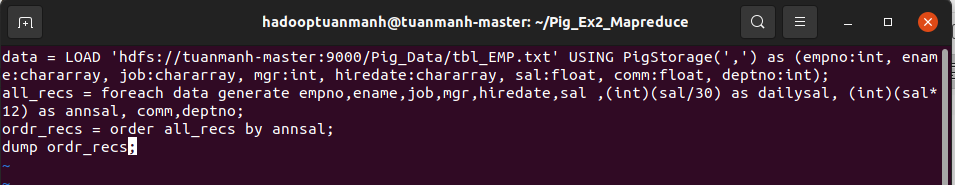 hadooptuanmanh@tuanmanh-master: ~/Pig_Ex2_Mapreduce
data = LOAD 'hdfs://tuanmanh-master:9000/Pig_Data/tbl_EMP.txt' USING PigStorage(',') as (empno:int, enam
e:chararray, job:chararray, mgr:int, hiredate:chararray, sal:float, comm:float, deptno:int);
all_recs = foreach data generate empno,ename,job,mgr,hiredate,sal ,(int)(sal/30) as dailysal, (int)(sal*
12) as annsal, comm,deptno;
ordr_recs = order all_recs by annsal;
dump ordr_recs;
~
~